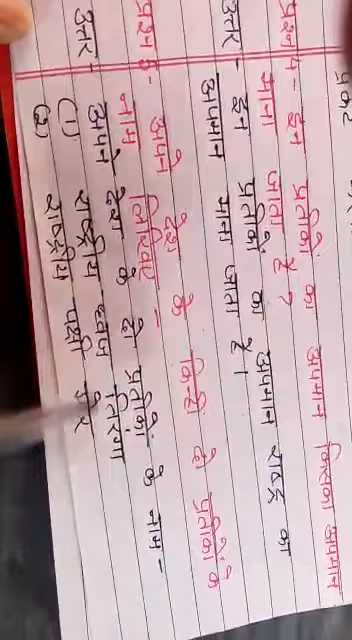 प्रश्न 4 - इन प्रतीकों का अपमान किसका अपमान
माना जाता है ?
उत्तर - इन प्रतीकों का अपमान राष्ट्र का
अपमान माना जाता है।
प्रश्न 5 - अपने देश के किन्हीं दो प्रतीकों के
नाम लिखिए -
उत्तर - अपने देश के दो प्रतीकों के नाम -
(1) राष्ट्रीय ध्वज तिरंगा
(2) राष्ट्रीय पक्षी मोर